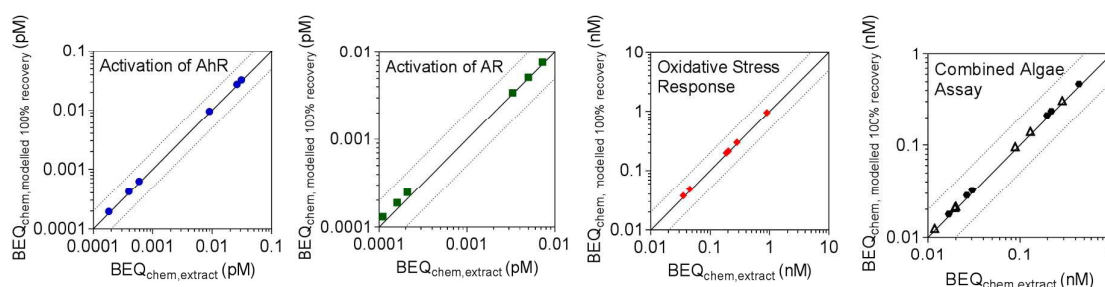 BEQchem,modelled 100% recovery (pM)
0.1
0.01
0.001
0.0001
Activation of AhR
0.0001 0.001 0.01 0.1
BEQchem,extract (pM)
BEQchem,modelled 100% recovery (pM)
0.01
0.001
0.0001
Activation of AR
0.0001 0.001 0.01
BEQchem,extract (pM)
BEQchem, modelled 100% recovery (nM)
10
1
0.1
0.01
Oxidative Stress
Response
0.01 0.1 1 10
BEQchem,extract (nM)
BEQchem, modelled 100% recovery (nM)
1
0.1
0.01
Combined Algae
Assay
0.01 0.1
BEQchem,extract (nM)